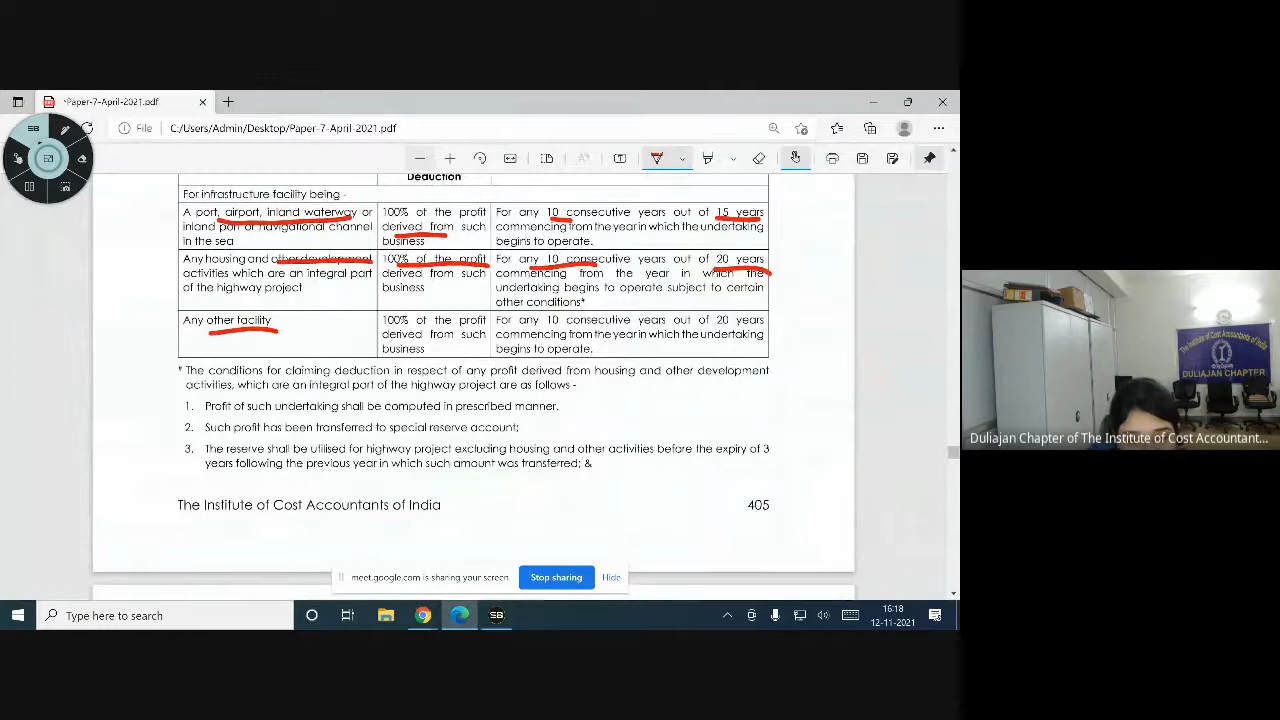 *Paper-7-April-2021.pdf
File
C:/Users/Admin/Desktop/Paper-7-April-2021.pdf
SB
Deduction
For infrastructure facility being -
A port, airport, inland waterway or
inland port or navigational channel
in the sea
100% of the profit
derived from such
business
For any 10 consecutive years out of 15 years
commencing from the year in which the undertaking
begins to operate.
Any housing and other development
activities which are an integral part
of the highway project
100% of the profit
derived from such
business
For any 10 consecutive years out of 20 years
commencing from the year in which the
undertaking begins to operate subject to certain
other conditions*
Any other facility
100% of the profit
derived from such
business
For any 10 consecutive years out of 20 years
commencing from the year in which the undertaking
begins to operate.
* The conditions for claiming deduction in respect of any profit derived from housing and other development
activities, which are an integral part of the highway project are as follows -
1. Profit of such undertaking shall be computed in prescribed manner.
2. Such profit has been transferred to special reserve account;
3. The reserve shall be utilised for highway project excluding housing and other activities before the expiry of 3
years following the previous year in which such amount was transferred; &
The Institute of Cost Accountants of India
405
meet.google.com is sharing your screen.
Stop sharing
Hide
Type here to search
SB
16:18
12-11-2021
The Institute of Cost Accountants of India
DULIAJAN CHAPTER
Duliajan Chapter of The Institute of Cost Accountant...